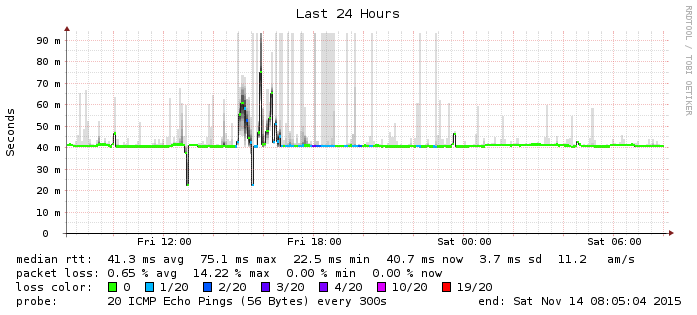 Last 24 Hours
RRDTOOL / TOBI OETIKER
Seconds
90 m
80 m
70 m
60 m
50 m
40 m
30 m
20 m
10 m
0
Fri 12:00 Fri 18:00 Sat 00:00 Sat 06:00
median rtt: 41.3 ms avg 75.1 ms max 22.5 ms min 40.7 ms now 3.7 ms sd 11.2 am/s
packet loss: 0.65 % avg 14.22 % max 0.00 % min 0.00 % now
loss color: 0 1/20 2/20 3/20 4/20 10/20 19/20
probe: 20 ICMP Echo Pings (56 Bytes) every 300s end: Sat Nov 14 08:05:04 2015